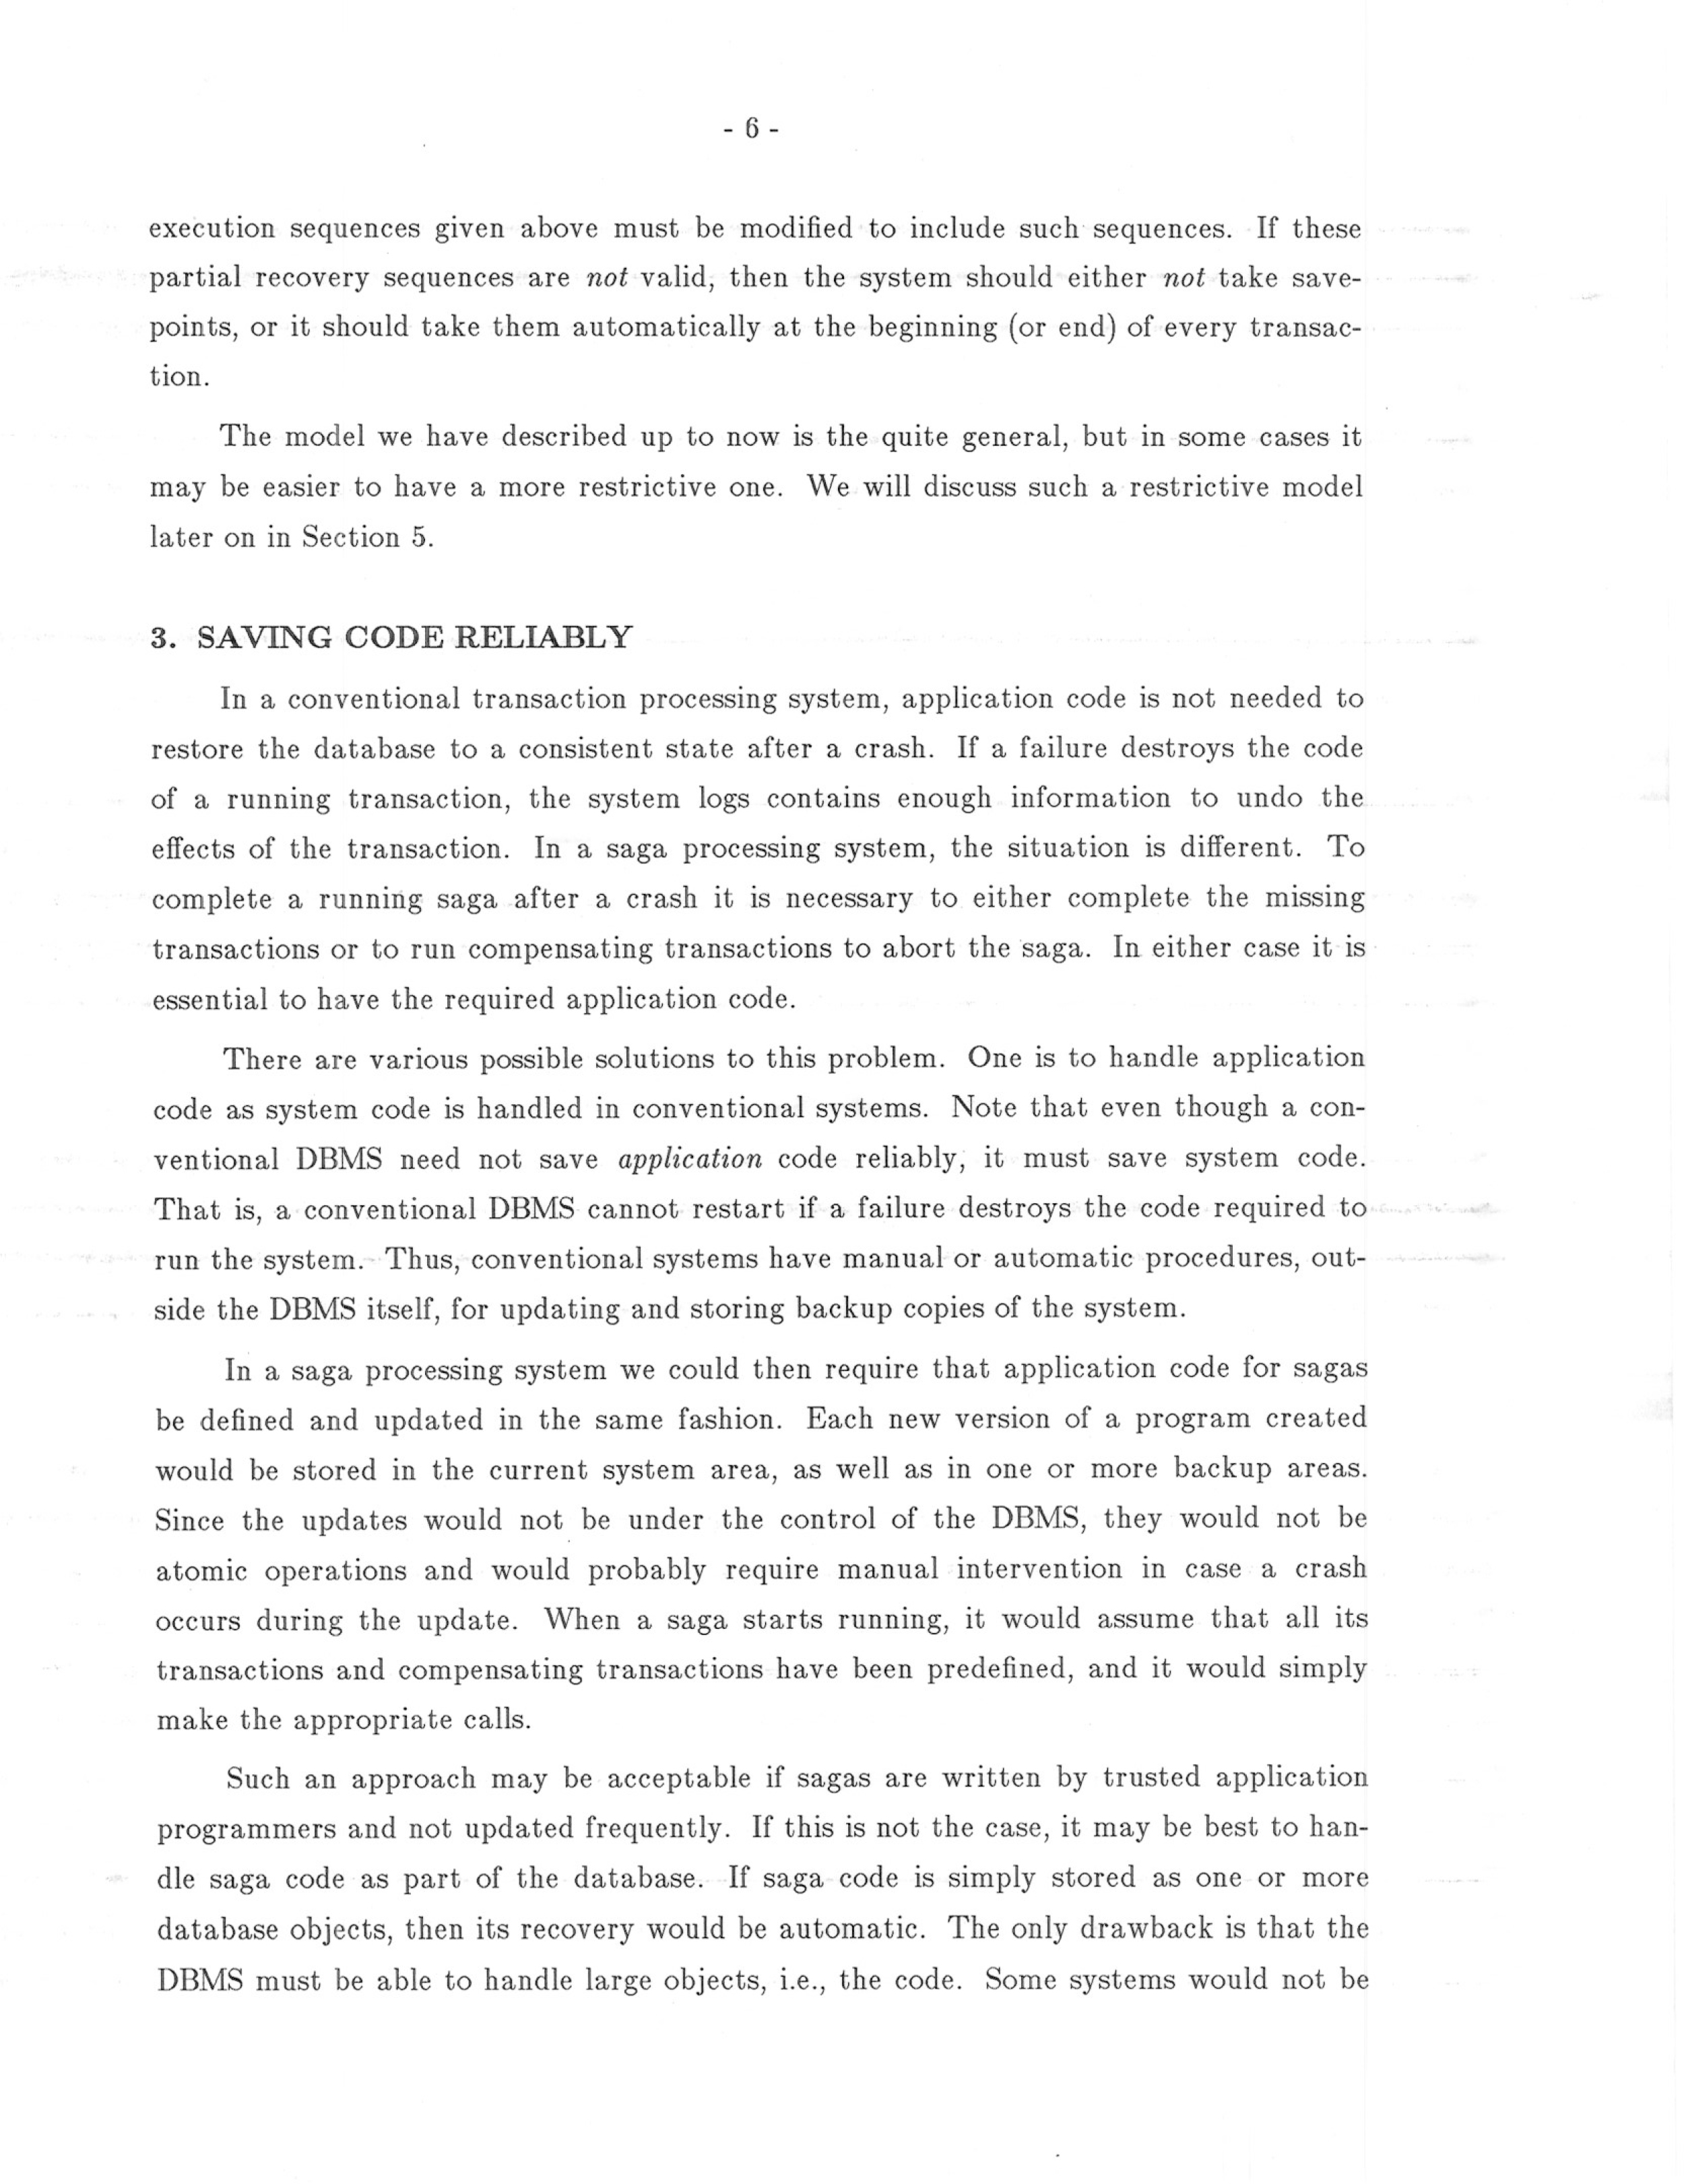 - 6 -
execution sequences given above must be modified to include such sequences. If these
partial recovery sequences are not valid, then the system should either not take save-
points, or it should take them automatically at the beginning (or end) of every transac-
tion.
The model we have described up to now is the quite general, but in some cases it
may be easier to have a more restrictive one. We will discuss such a restrictive model
later on in Section 5.
3. SAVING CODE RELIABLY
In a conventional transaction processing system, application code is not needed to
restore the database to a consistent state after a crash. If a failure destroys the code
of a running transaction, the system logs contains enough information to undo the
effects of the transaction. In a saga processing system, the situation is different. To
complete a running saga after a crash it is necessary to either complete the missing
transactions or to run compensating transactions to abort the saga. In either case it is
essential to have the required application code.
There are various possible solutions to this problem. One is to handle application
code as system code is handled in conventional systems. Note that even though a con-
ventional DBMS need not save application code reliably, it must save system code.
That is, a conventional DBMS cannot restart if a failure destroys the code required to
run the system. Thus, conventional systems have manual or automatic procedures, out-
side the DBMS itself, for updating and storing backup copies of the system.
In a saga processing system we could then require that application code for sagas
be defined and updated in the same fashion. Each new version of a program created
would be stored in the current system area, as well as in one or more backup areas.
Since the updates would not be under the control of the DBMS, they would not be
atomic operations and would probably require manual intervention in case a crash
occurs during the update. When a saga starts running, it would assume that all its
transactions and compensating transactions have been predefined, and it would simply
make the appropriate calls.
Such an approach may be acceptable if sagas are written by trusted application
programmers and not updated frequently. If this is not the case, it may be best to han-
dle saga code as part of the database. If saga code is simply stored as one or more
database objects, then its recovery would be automatic. The only drawback is that the
DBMS must be able to handle large objects, i.e., the code. Some systems would not be